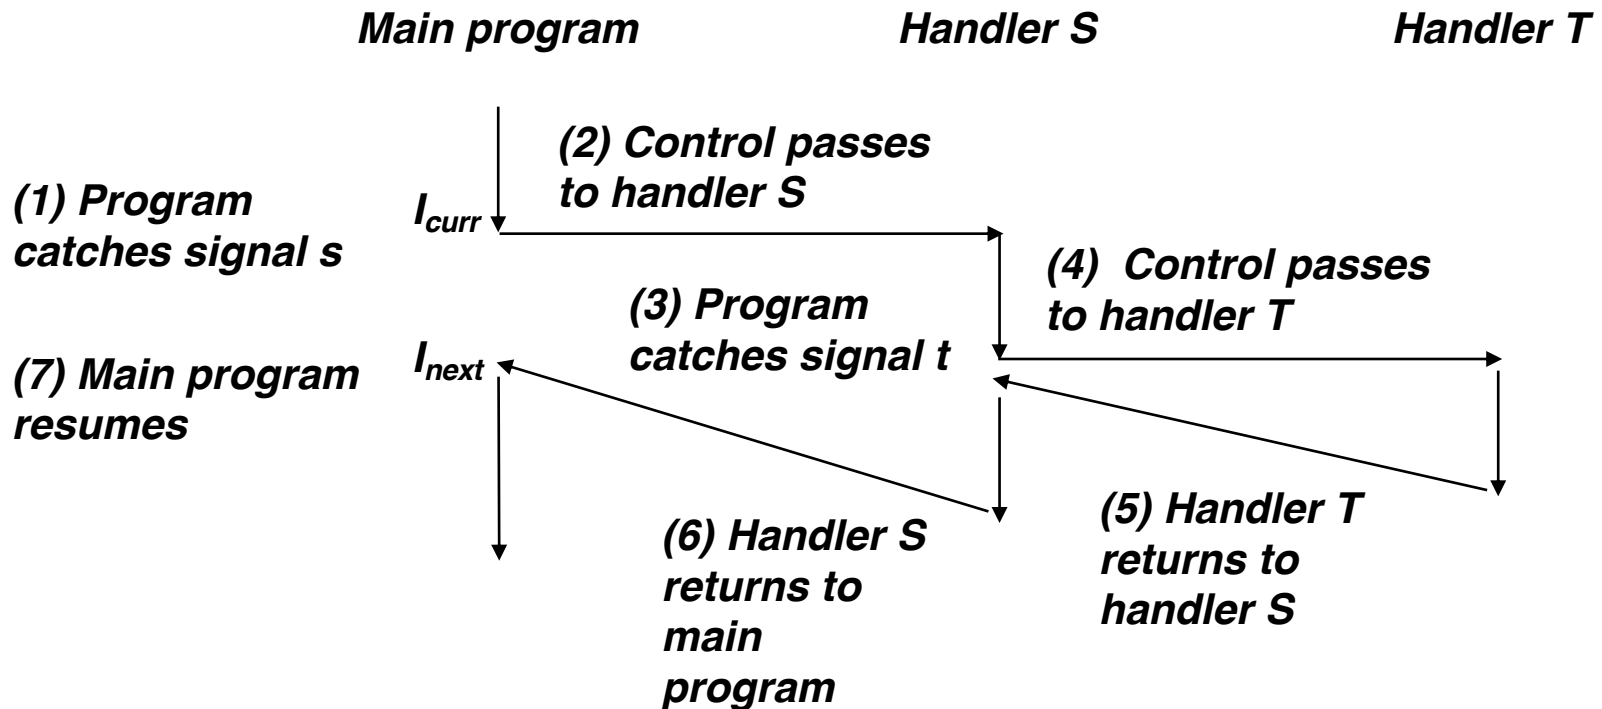 Main program
Handler S
Handler T
(2) Control passes
to handler S
(1) Program
catches signal s
I_curr
(4) Control passes
to handler T
(3) Program
catches signal t
I_next
(7) Main program
resumes
(5) Handler T
returns to
handler S
(6) Handler S
returns to
main
program